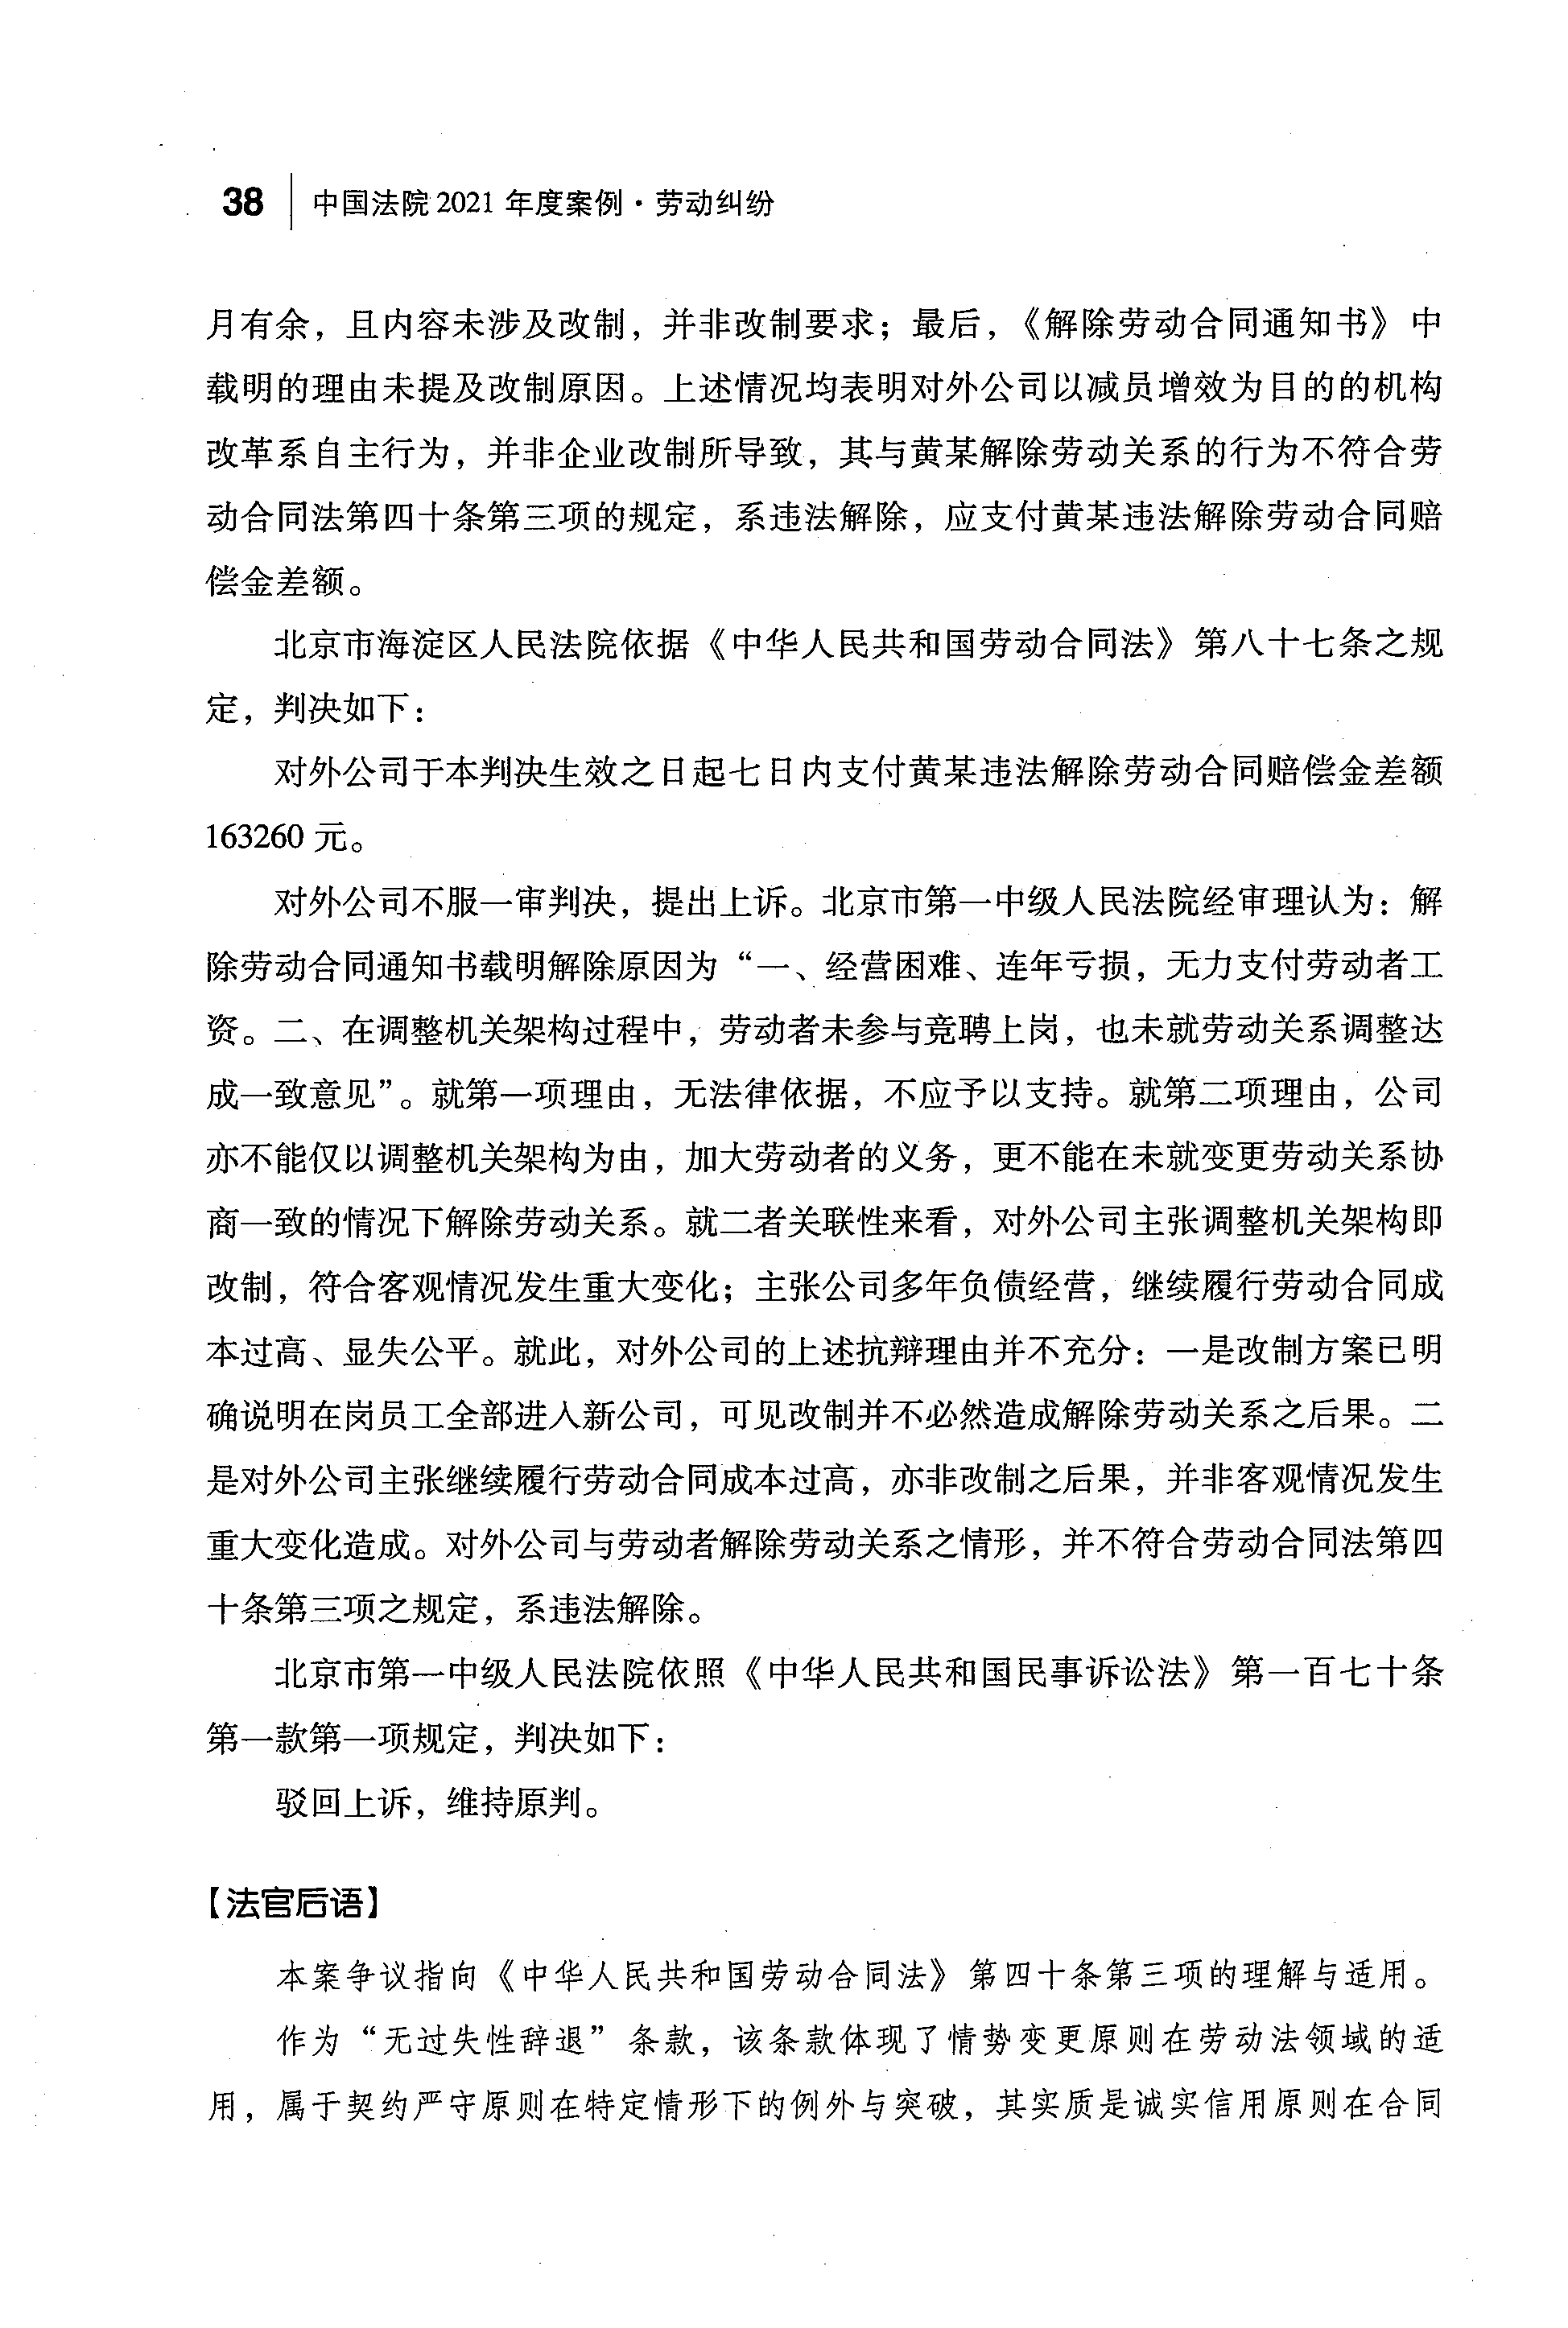 38 中国法院2021年度案例·劳动纠纷
月有余，且内容未涉及改制，并非改制要求；最后，《解除劳动合同通知书》中
载明的理由未提及改制原因。上述情况均表明对外公司以减员增效为目的的机构
改革系自主行为，并非企业改制所导致，其与黄某解除劳动关系的行为不符合劳
动合同法第四十条第三项的规定，系违法解除，应支付黄某违法解除劳动合同赔
偿金差额。
北京市海淀区人民法院依据《中华人民共和国劳动合同法》第八十七条之规
定，判决如下：
对外公司于本判决生效之日起七日内支付黄某违法解除劳动合同赔偿金差额
163260元。
对外公司不服一审判决，提出上诉。北京市第一中级人民法院经审理认为：解
除劳动合同通知书载明解除原因为“一、经营困难、连年亏损，无力支付劳动者工
资。二、在调整机关架构过程中，劳动者未参与竞聘上岗，也未就劳动关系调整达
成一致意见”。就第一项理由，无法律依据，不应予以支持。就第二项理由，公司
亦不能仅以调整机关架构为由，加大劳动者的义务，更不能在未就变更劳动关系协
商一致的情况下解除劳动关系。就二者关联性来看，对外公司主张调整机关架构即
改制，符合客观情况发生重大变化；主张公司多年负债经营，继续履行劳动合同成
本过高、显失公平。就此，对外公司的上述抗辩理由并不充分：一是改制方案已明
确说明在岗员工全部进入新公司，可见改制并不必然造成解除劳动关系之后果。二
是对外公司主张继续履行劳动合同成本过高，亦非改制之后果，并非客观情况发生
重大变化造成。对外公司与劳动者解除劳动关系之情形，并不符合劳动合同法第四
十条第三项之规定，系违法解除。
北京市第一中级人民法院依照《中华人民共和国民事诉讼法》第一百七十条
第一款第一项规定，判决如下：
驳回上诉，维持原判。
【法官后语】
本案争议指向《中华人民共和国劳动合同法》第四十条第三项的理解与适用。
作为“无过失性辞退”条款，该条款体现了情势变更原则在劳动法领域的适
用，属于契约严守原则在特定情形下的例外与突破，其实质是诚实信用原则在合同